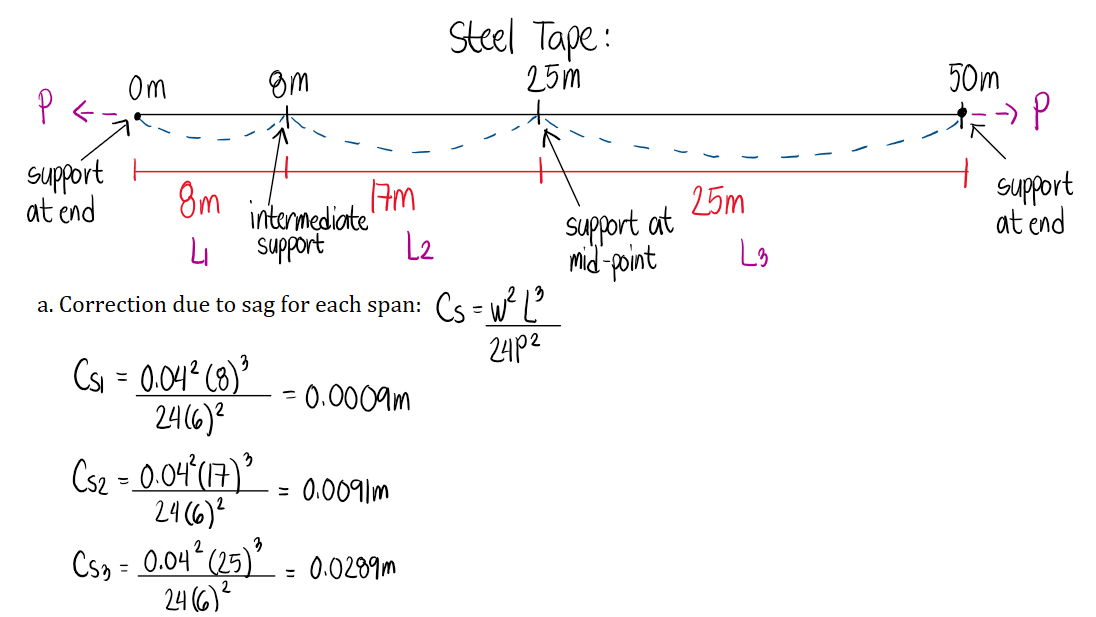 Steel Tape:
0m 8m 25m 50m
P P
support at end
8m
L1
intermediate support
17m
L2
support at mid-point
25m
L3
support at end
a. Correction due to sag for each span: Cs = w²L³ / 24P²
Cs1 = 0.04²(8)³ / 24(6)² = 0.0009m
Cs2 = 0.04²(17)³ / 24(6)² = 0.0091m
Cs3 = 0.04²(25)³ / 24(6)² = 0.0289m